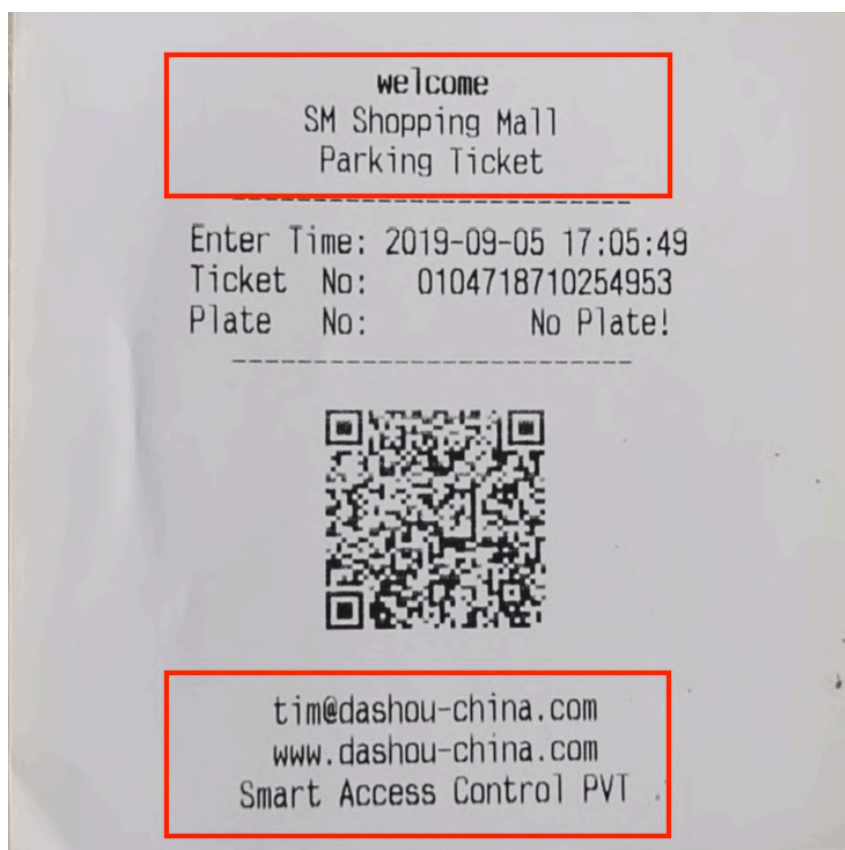 welcome
SM Shopping Mall
Parking Ticket
Enter Time: 2019-09-05 17:05:49
Ticket No: 0104718710254953
Plate No: No Plate!
tim@dashou-china.com
www.dashou-china.com
Smart Access Control PVT